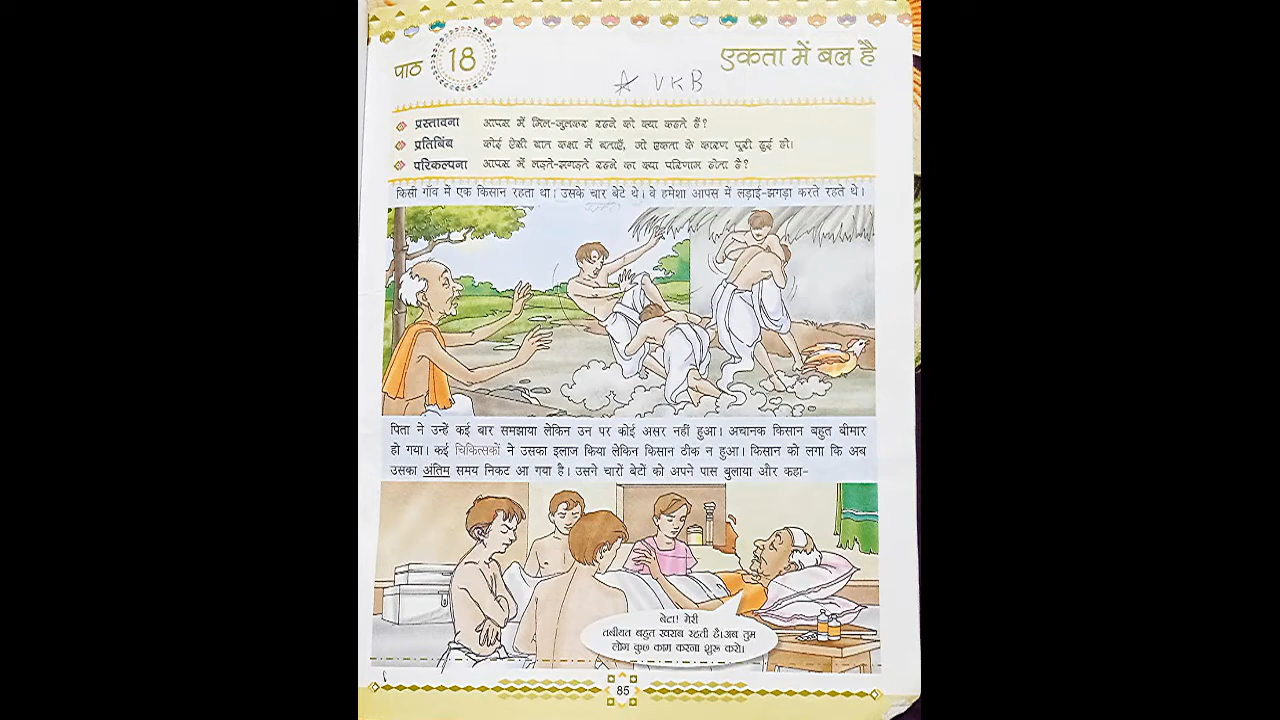 पाठ 18
एकता में बल है
VKB
प्रस्तावना आपस में मिल-जुलकर रहने को क्या कहते हैं?
प्रतिबिंब कोई ऐसी बात कक्षा में बताएँ, जो एकता के कारण पूरी हुई हो।
परिकल्पना आपस में लड़ते-झगड़ते रहने का क्या परिणाम होता है?
किसी गाँव में एक किसान रहता था। उसके चार बेटे थे। वे हमेशा आपस में लड़ाई-झगड़ा करते रहते थे।
पिता ने उन्हें कई बार समझाया लेकिन उन पर कोई असर नहीं हुआ। अचानक किसान बहुत बीमार
हो गया। कई चिकित्सकों ने उसका इलाज किया लेकिन किसान ठीक न हुआ। किसान को लगा कि अब
उसका अंतिम समय निकट आ गया है। उसने चारों बेटों को अपने पास बुलाया और कहा-
बेटा! मेरी
तबीयत बहुत खराब रहती है।अब तुम
लोग कुछ काम करना शुरू करो।
85